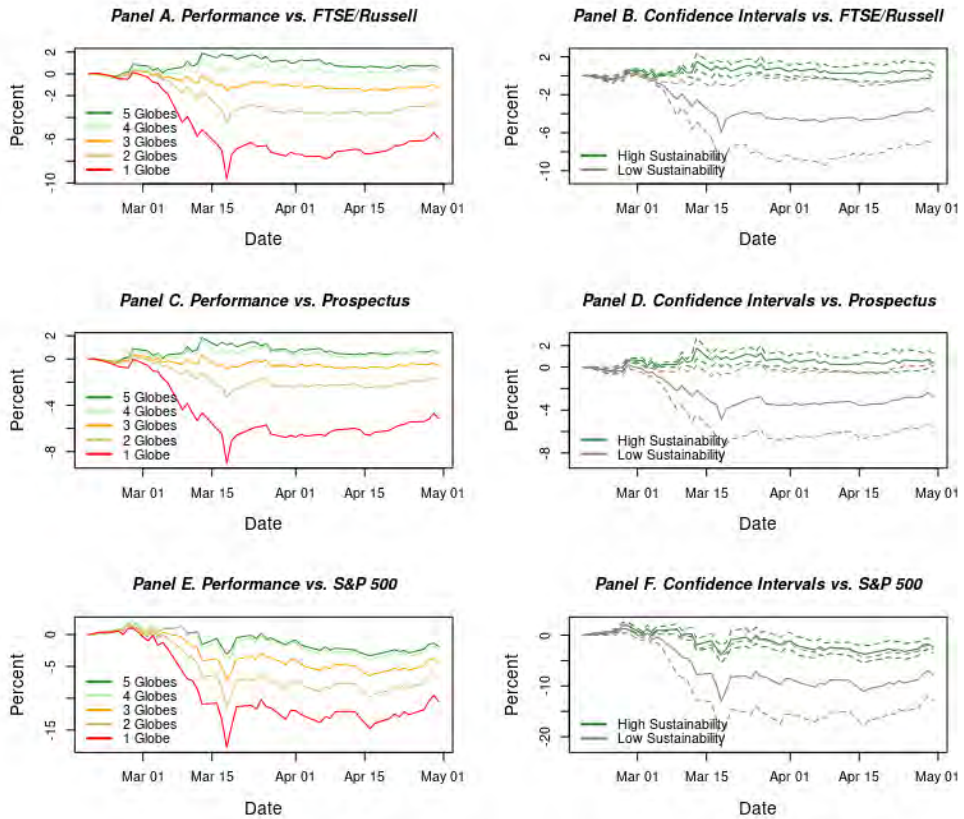 Panel A. Performance vs. FTSE/Russell
Percent
2
0
-2
-6
-10
5 Globes
4 Globes
3 Globes
2 Globes
1 Globe
Mar 01
Mar 15
Apr 01
Apr 15
May 01
Date
Panel B. Confidence Intervals vs. FTSE/Russell
Percent
2
0
-2
-6
-10
High Sustainability
Low Sustainability
Mar 01
Mar 15
Apr 01
Apr 15
May 01
Date
Panel C. Performance vs. Prospectus
Percent
2
0
-4
-8
5 Globes
4 Globes
3 Globes
2 Globes
1 Globe
Mar 01
Mar 15
Apr 01
Apr 15
May 01
Date
Panel D. Confidence Intervals vs. Prospectus
Percent
2
0
-4
-8
High Sustainability
Low Sustainability
Mar 01
Mar 15
Apr 01
Apr 15
May 01
Date
Panel E. Performance vs. S&P 500
Percent
0
-5
-15
5 Globes
4 Globes
3 Globes
2 Globes
1 Globe
Mar 01
Mar 15
Apr 01
Apr 15
May 01
Date
Panel F. Confidence Intervals vs. S&P 500
Percent
0
-10
-20
High Sustainability
Low Sustainability
Mar 01
Mar 15
Apr 01
Apr 15
May 01
Date